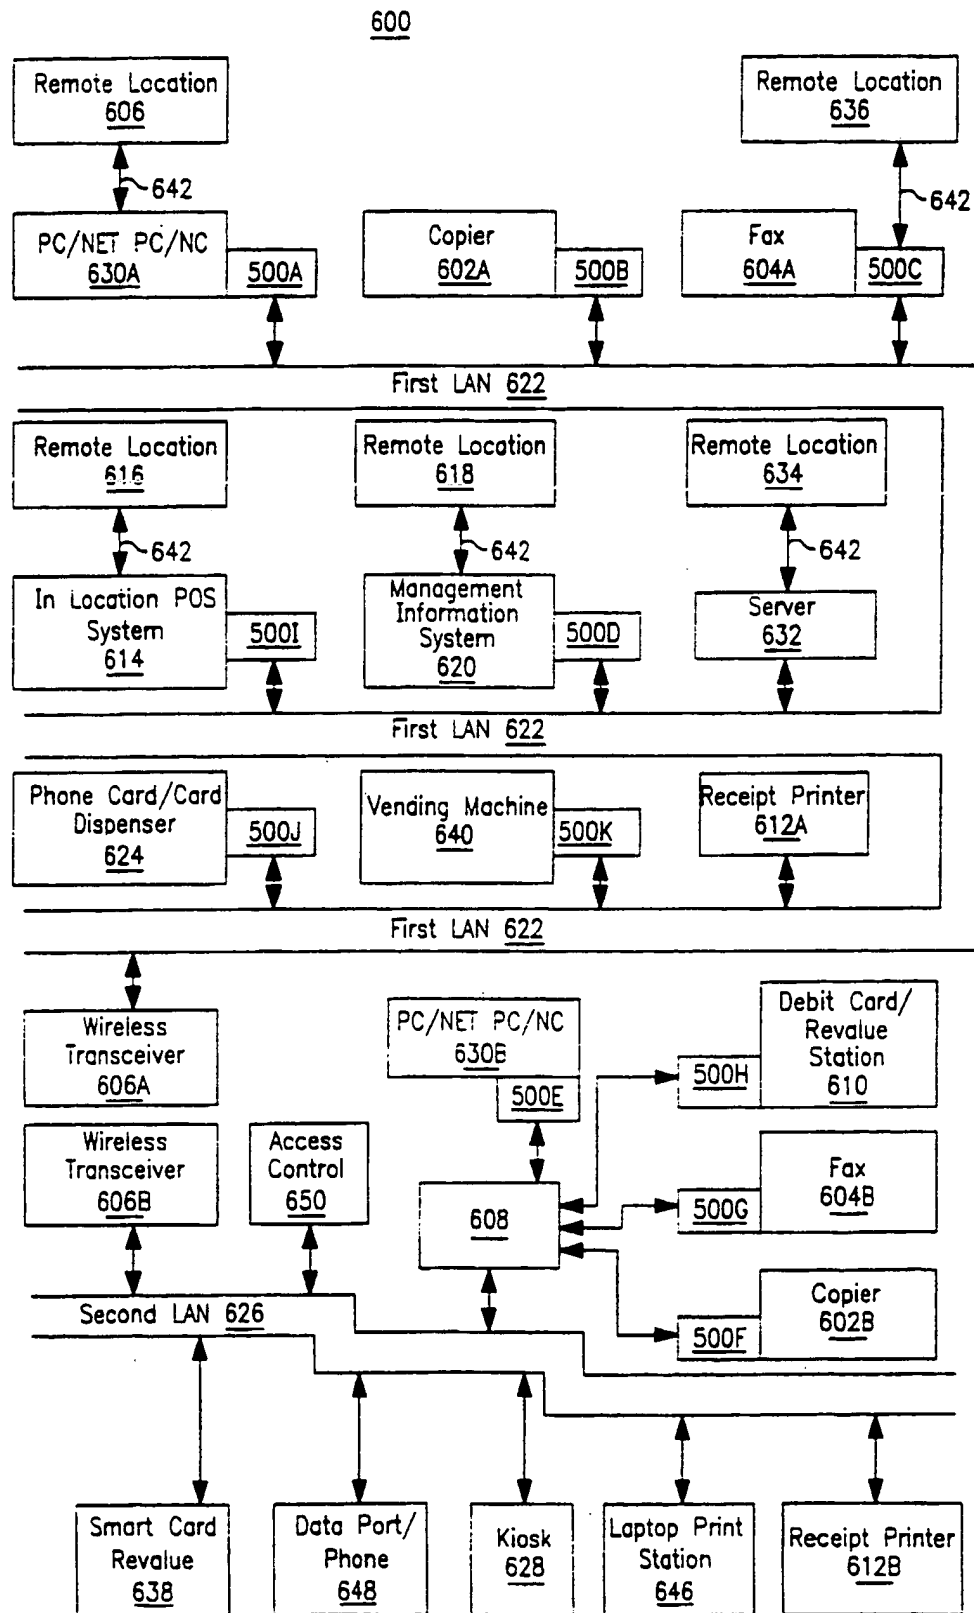 600
Remote Location
606
Remote Location
636
642
642
PC/NET PC/NC
630A
500A
Copier
602A
500B
Fax
604A
500C
First LAN 622
Remote Location
616
Remote Location
618
Remote Location
634
642
642
642
In Location POS
System
614
500I
Management
Information
System
620
500D
Server
632
First LAN 622
Phone Card/Card
Dispenser
624
500J
Vending Machine
640
500K
Receipt Printer
612A
First LAN 622
Wireless
Transceiver
606A
PC/NET PC/NC
630B
500E
Debit Card/
Revalue
Station
610
500H
Wireless
Transceiver
606B
Access
Control
650
608
Fax
604B
500G
Copier
602B
500F
Second LAN 626
Smart Card
Revalue
638
Data Port/
Phone
648
Kiosk
628
Laptop Print
Station
646
Receipt Printer
612B